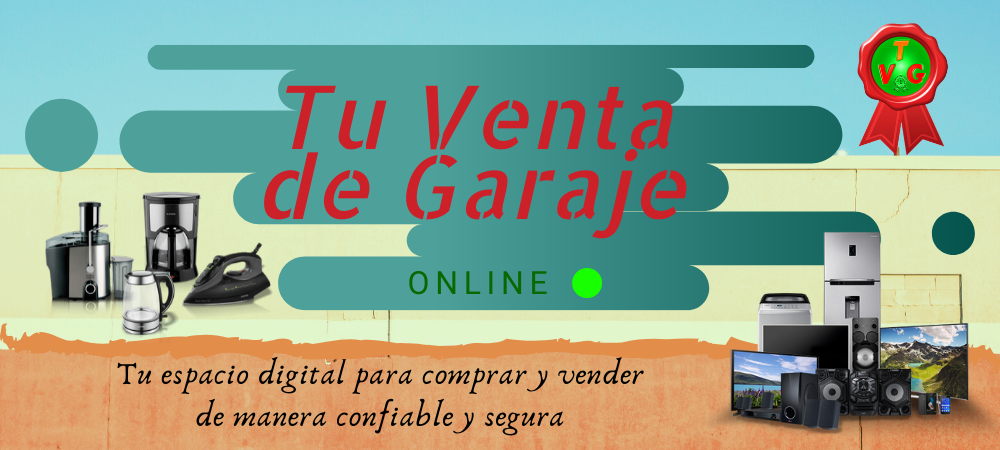 T
V G
Tu Venta
de Garaje
ONLINE
Tu espacio digital para comprar y vender
de manera confiable y segura